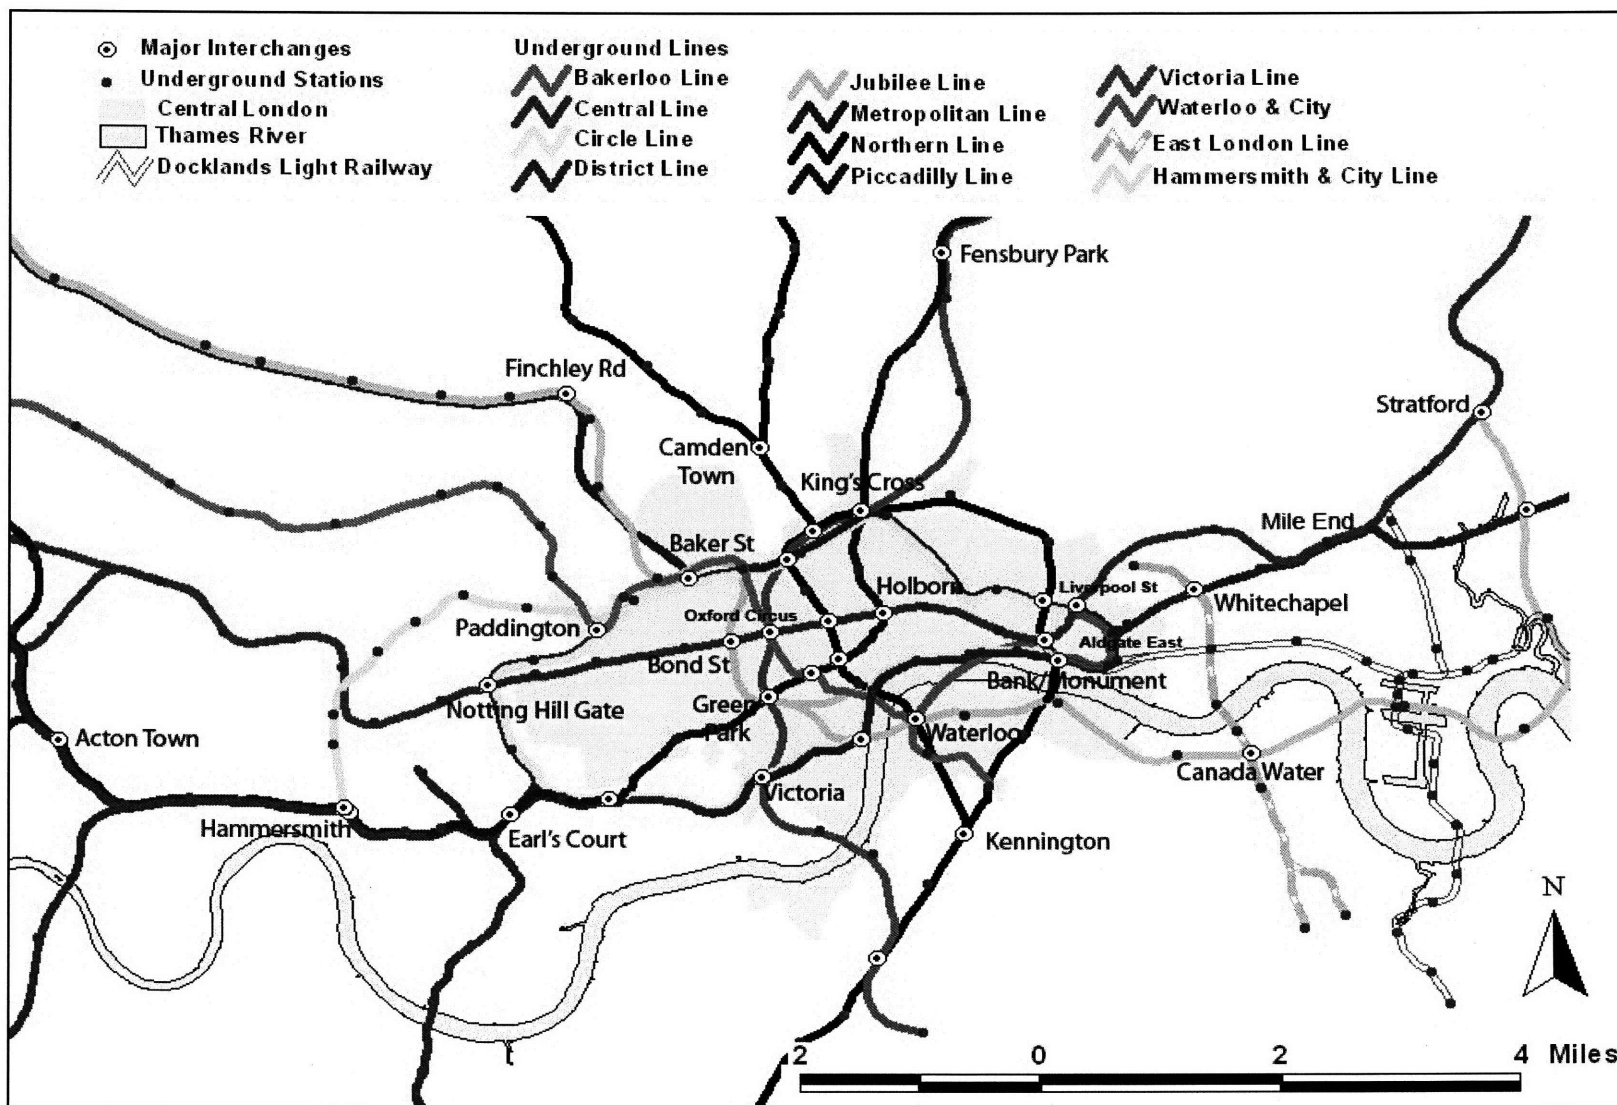 Major Interchanges
Underground Stations
Central London
Thames River
Docklands Light Railway
Underground Lines
Bakerloo Line
Central Line
Circle Line
District Line
Jubilee Line
Metropolitan Line
Northern Line
Piccadilly Line
Victoria Line
Waterloo & City
East London Line
Hammersmith & City Line
Fensbury Park
Finchley Rd
Stratford
Camden
Town
King's Cross
Mile End
Baker St
Holborn
Liverpool St
Whitechapel
Paddington
Oxford Circus
Aldgate East
Bond St
Bank/Monument
Notting Hill Gate
Green
Park
Waterloo
Acton Town
Canada Water
Victoria
Hammersmith
Earl's Court
Kennington
N
2 0 2 4 Miles